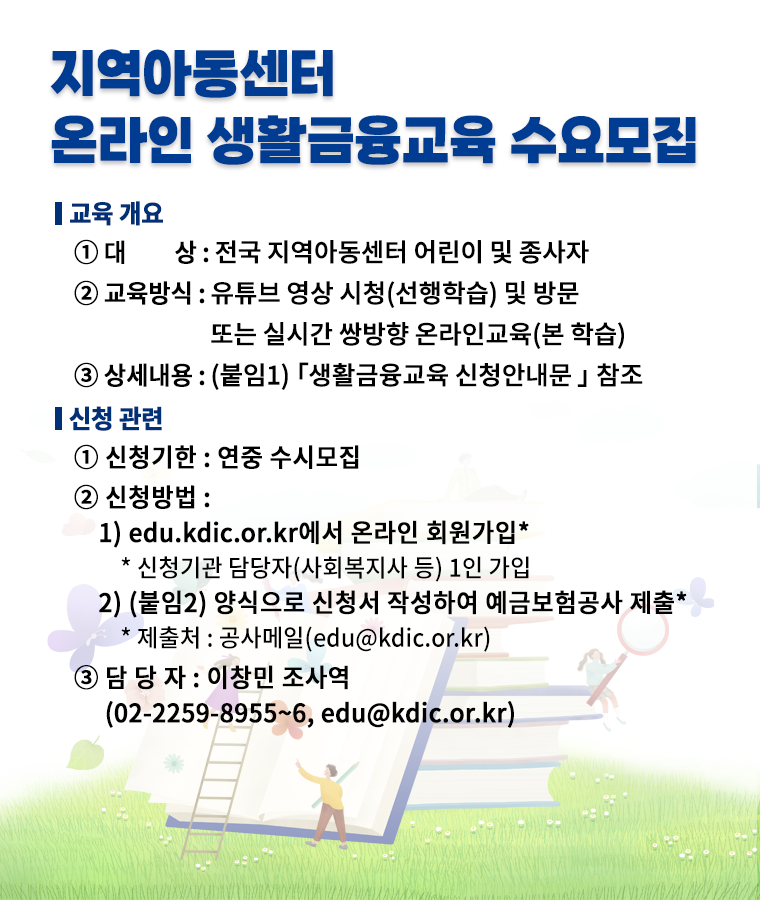 지역아동센터
온라인 생활금융교육 수요모집
교육 개요
① 대 상 : 전국 지역아동센터 어린이 및 종사자
② 교육방식 : 유튜브 영상 시청(선행학습) 및 방문
또는 실시간 쌍방향 온라인교육(본 학습)
③ 상세내용 : (붙임1) 「생활금융교육 신청안내문 」 참조
신청 관련
① 신청기한 : 연중 수시모집
② 신청방법 :
1) edu.kdic.or.kr에서 온라인 회원가입*
* 신청기관 담당자(사회복지사 등) 1인 가입
2) (붙임2) 양식으로 신청서 작성하여 예금보험공사 제출*
* 제출처 : 공사메일(edu@kdic.or.kr)
③ 담 당 자 : 이창민 조사역
(02-2259-8955~6, edu@kdic.or.kr)